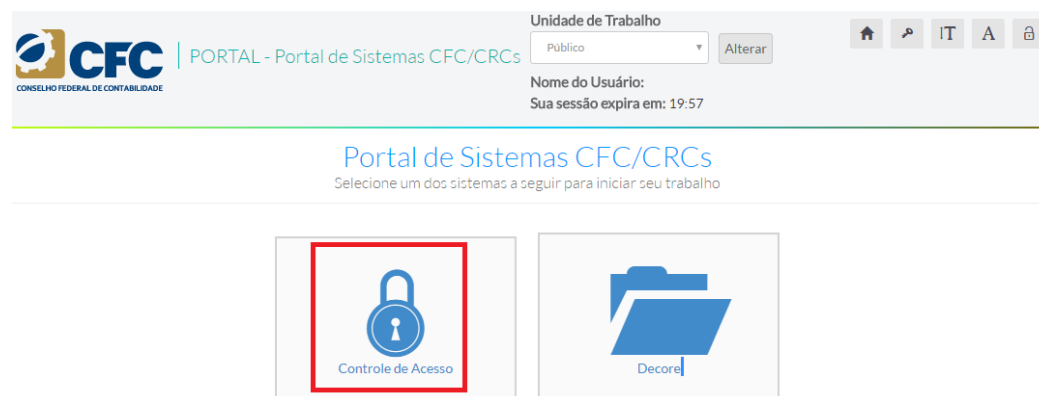 CFC
CONSELHO FEDERAL DE CONTABILIDADE
PORTAL - Portal de Sistemas CFC/CRCs
Unidade de Trabalho
Público
Alterar
Nome do Usuário:
Sua sessão expira em: 19:57
IT
A
Portal de Sistemas CFC/CRCs
Selecione um dos sistemas a seguir para iniciar seu trabalho
Controle de Acesso
Decore